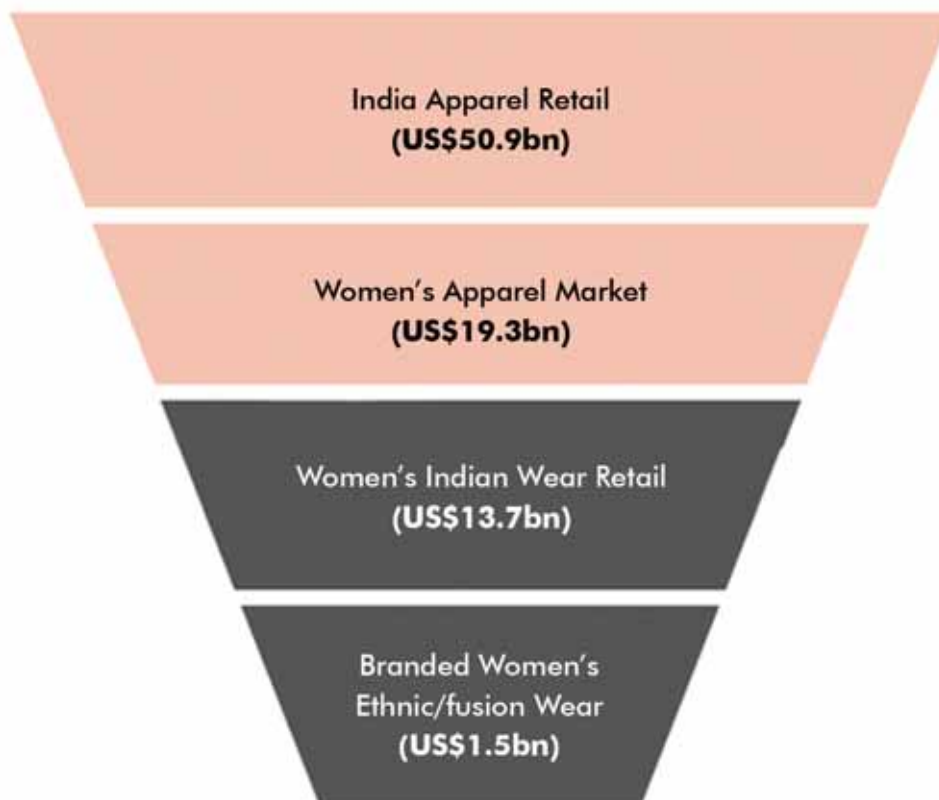 India Apparel Retail
(US$50.9bn)
Women's Apparel Market
(US$19.3bn)
Women's Indian Wear Retail
(US$13.7bn)
Branded Women's
Ethnic/fusion Wear
(US$1.5bn)